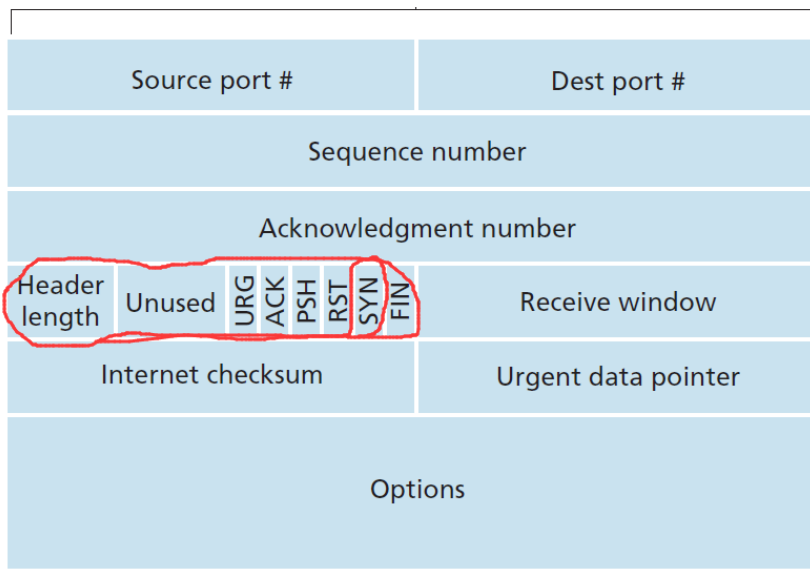 Source port # Dest port #
Sequence number
Acknowledgment number
Header length Unused URG ACK PSH RST SYN FIN Receive window
Internet checksum Urgent data pointer
Options